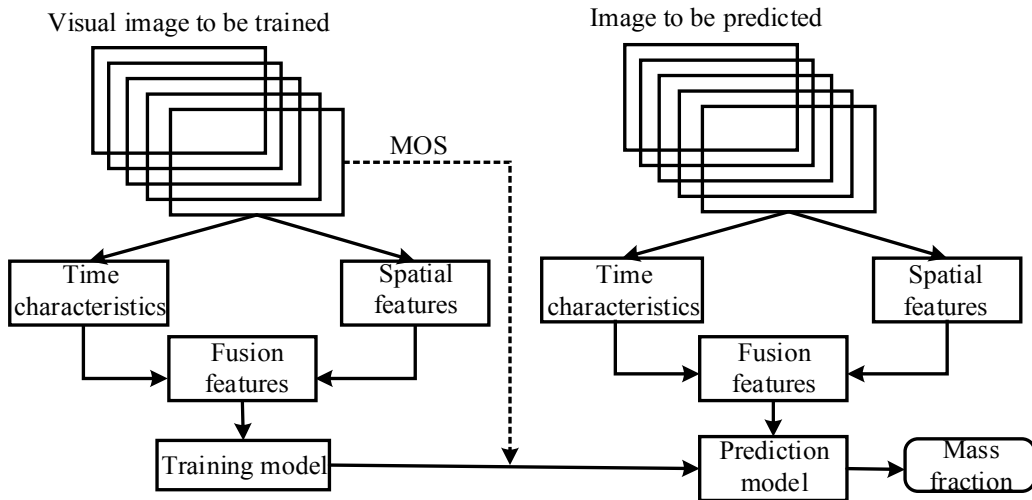 Visual image to be trained
Image to be predicted
MOS
Time
characteristics
Spatial
features
Time
characteristics
Spatial
features
Fusion
features
Fusion
features
Training model
Prediction
model
Mass
fraction